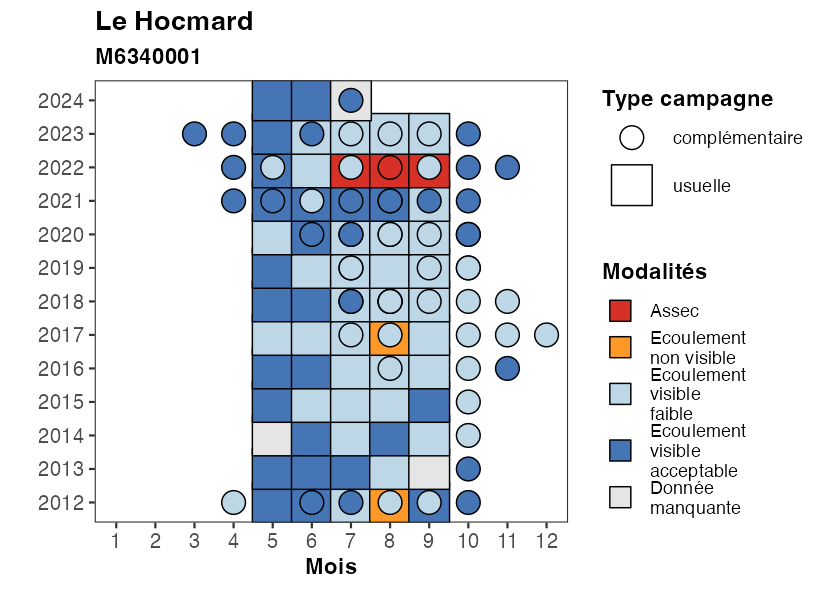 Le Hocmard
M6340001
2024
2023
2022
2021
2020
2019
2018
2017
2016
2015
2014
2013
2012
1 2 3 4 5 6 7 8 9 10 11 12
Mois
Type campagne
complémentaire
usuelle
Modalités
Assec
Ecoulement
non visible
Ecoulement
visible
faible
Ecoulement
visible
acceptable
Donnée
manquante